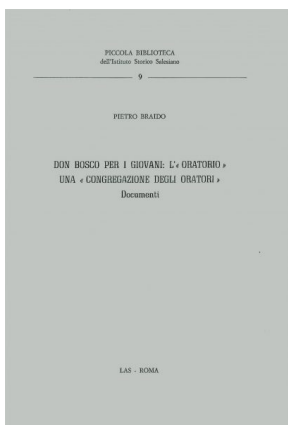 PICCOLA BIBLIOTECA
dell'Istituto Storico Salesiano
9
PIETRO BRAIDO
DON BOSCO PER I GIOVANI: L'« ORATORIO »
UNA « CONGREGAZIONE DEGLI ORATORI »
Documenti
LAS - ROMA